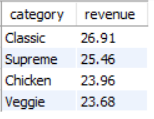 category revenue
Classic 26.91
Supreme 25.46
Chicken 23.96
Veggie 23.68